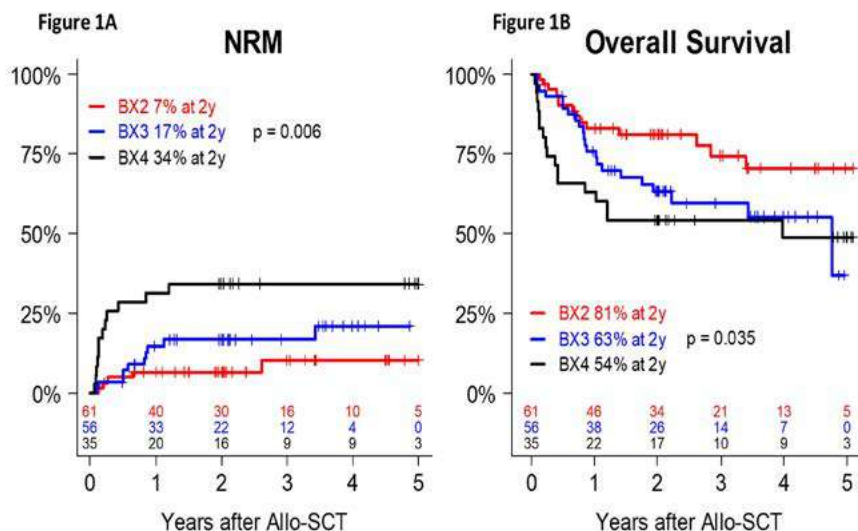 Figure 1A
NRM
100%
75%
50%
25%
0%
BX2 7% at 2y
BX3 17% at 2y
BX4 34% at 2y
p = 0.006
61 40 30 16 10 5
56 33 22 12 4 0
35 20 16 9 9 3
0 1 2 3 4 5
Years after Allo-SCT
Figure 1B
Overall Survival
100%
75%
50%
25%
0%
BX2 81% at 2y
BX3 63% at 2y
BX4 54% at 2y
p = 0.035
61 46 34 21 13 5
56 38 26 14 7 0
35 22 17 10 9 3
0 1 2 3 4 5
Years after Allo-SCT